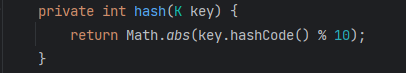 private int hash(K key) {
    return Math.abs(key.hashCode() % 10);
}